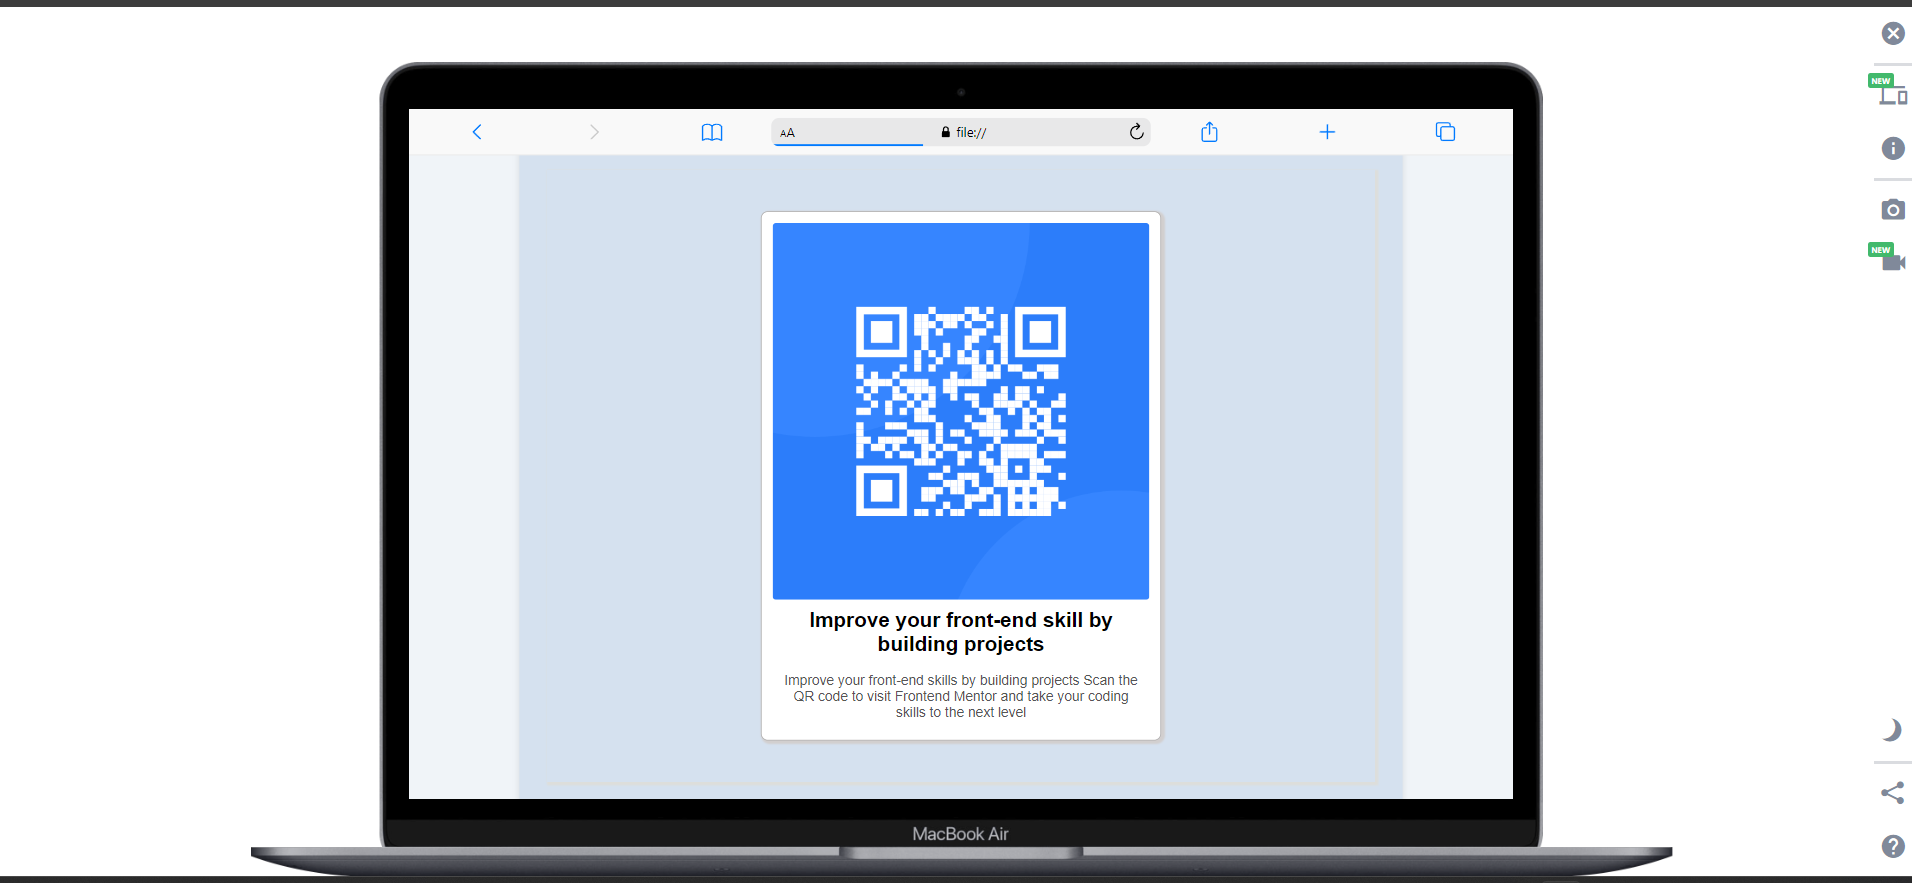 NEW
AA file://
NEW
Improve your front-end skill by
building projects
Improve your front-end skills by building projects Scan the
QR code to visit Frontend Mentor and take your coding
skills to the next level
MacBook Air